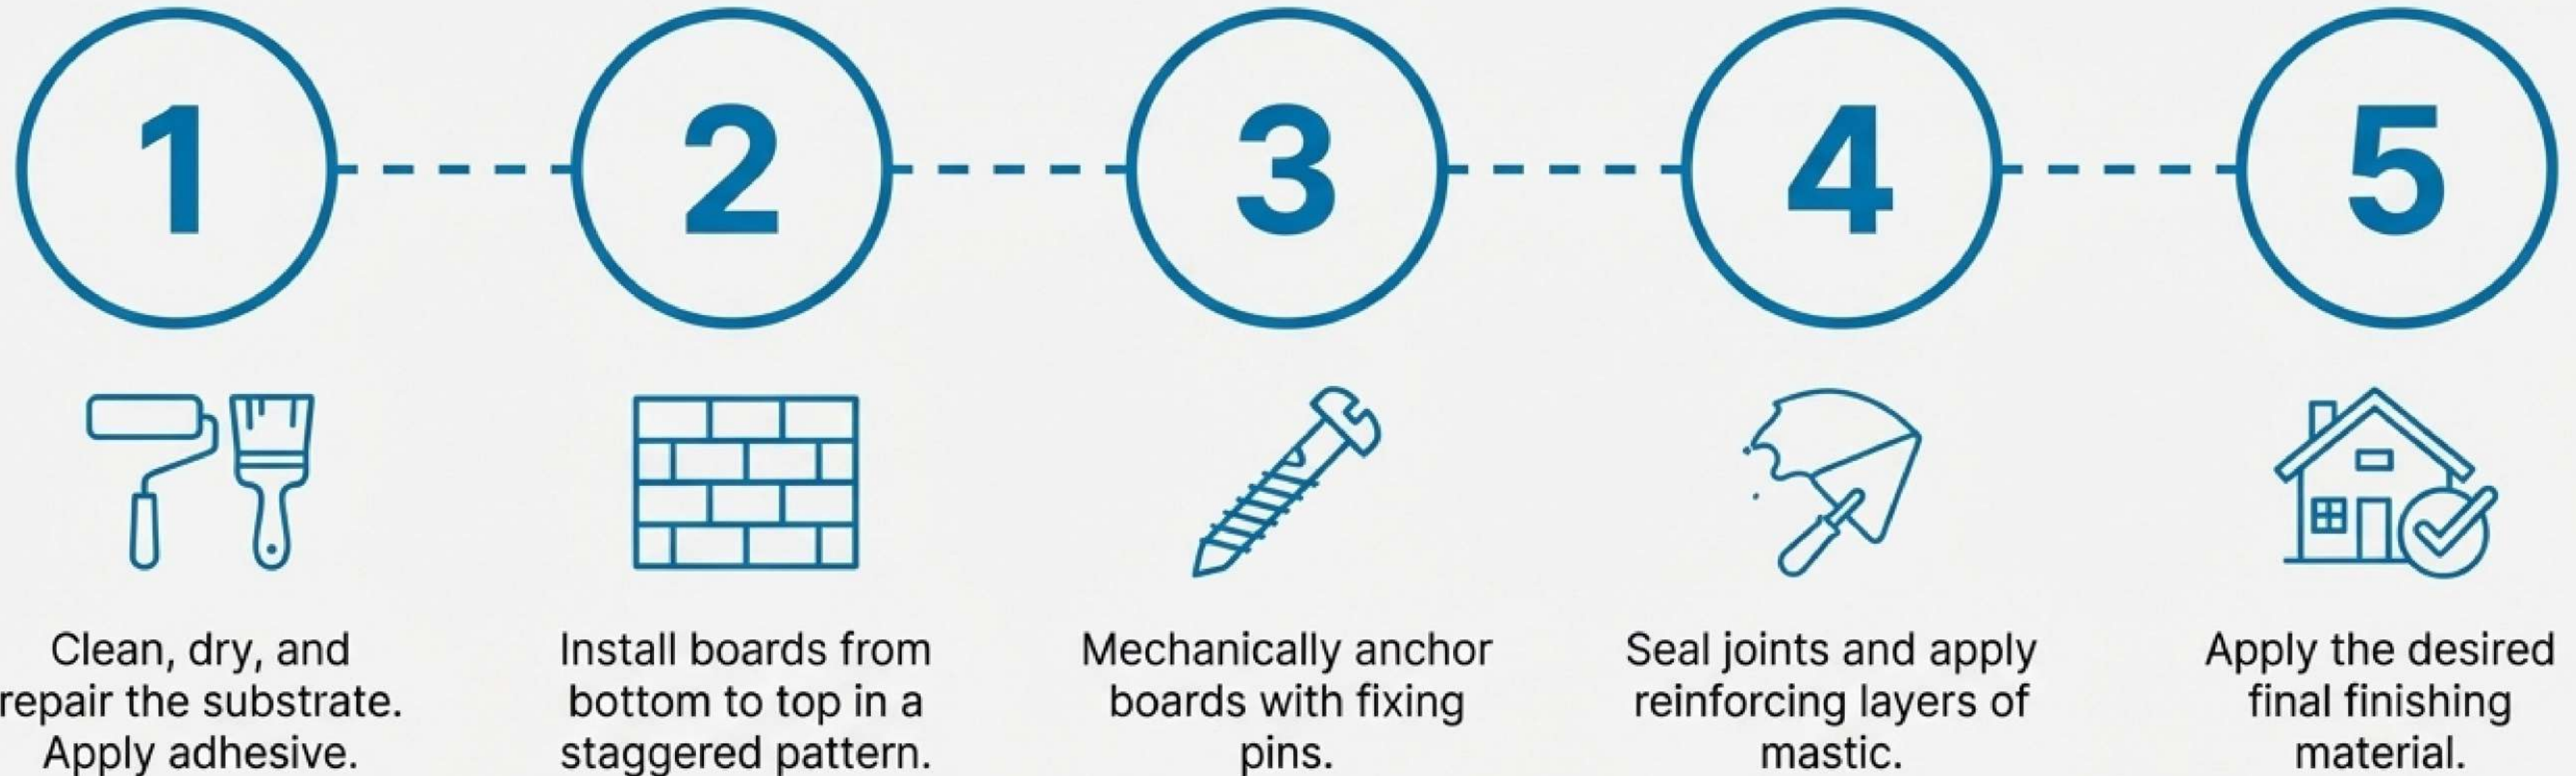 1
2
3
4
5
Clean, dry, and
repair the substrate.
Apply adhesive.
Install boards from
bottom to top in a
staggered pattern.
Mechanically anchor
boards with fixing
pins.
Seal joints and apply
reinforcing layers of
mastic.
Apply the desired
final finishing
material.